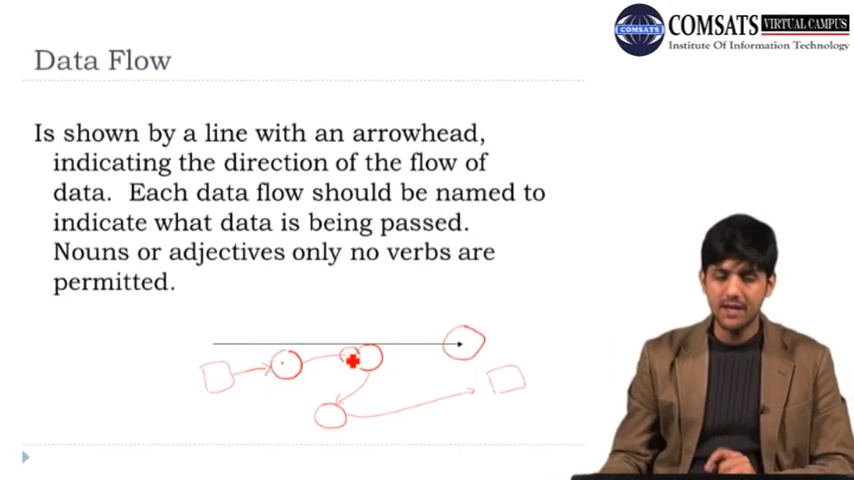 COMSATS VIRTUAL CAMPUS
COMSATS
Institute Of Information Technology
Data Flow
Is shown by a line with an arrowhead,
indicating the direction of the flow of
data. Each data flow should be named to
indicate what data is being passed.
Nouns or adjectives only no verbs are
permitted.